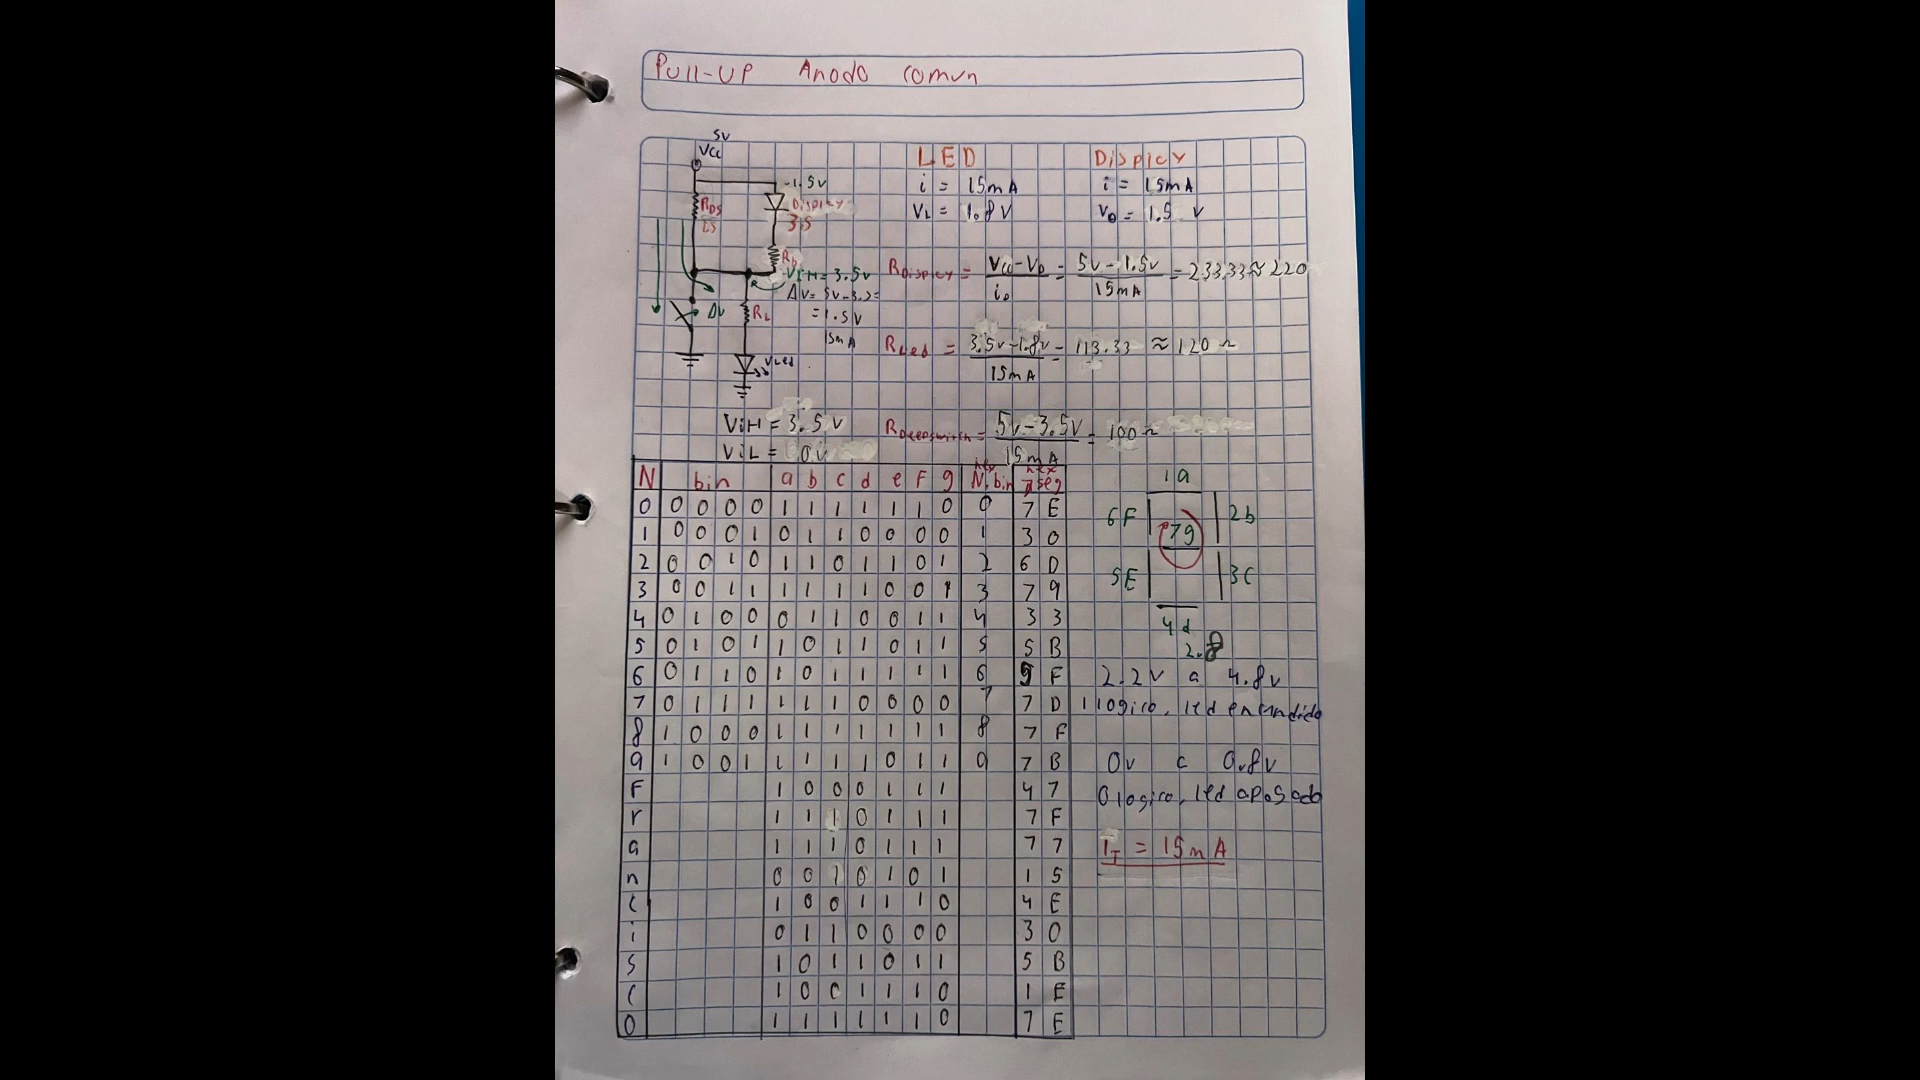 Pull-UP Anodo comun
5v
Vcc
LED
Display
-1.5v
i = 15mA
i = 15mA
RDS
Display
VL = 1.8V
VD = 1.5 v
3.5
VIH = 3.5v
RDisplay = Vcc-VD / iD = 5v-1.5v / 15mA = 233.33 ≈ 220
= 1.5v
ΔV
RL
15mA
RLed = 3.5v-1.8v / 15mA = 113.33 ≈ 120 Ω
VLed
ViH = 3.5 v
RDeepswitch = 5v-3.5v / 15mA = 100 Ω
ViL = 0v
N bin a b c d e F g hex N. bin hex 7 seg
0 0 0 0 0 1 1 1 1 1 1 0 0 7 E
1 0 0 0 1 0 1 1 0 0 0 0 1 3 0
2 0 0 1 0 1 1 0 1 1 0 1 2 6 D
3 0 0 1 1 1 1 1 1 0 0 1 3 7 9
4 0 1 0 0 0 1 1 0 0 1 1 4 3 3
5 0 1 0 1 1 0 1 1 0 1 1 5 5 B
6 0 1 1 0 1 0 1 1 1 1 1 6 5 F
7 0 1 1 1 1 1 1 0 0 0 0 7 7 D
8 1 0 0 0 1 1 1 1 1 1 1 8 7 F
9 1 0 0 1 1 1 1 1 0 1 1 9 7 B
F 1 0 0 0 1 1 1 4 7
r 1 1 1 0 1 1 1 7 F
a 1 1 1 0 1 1 1 7 7
n 0 0 1 0 1 0 1 1 5
C 1 0 0 1 1 1 0 4 E
i 0 1 1 0 0 0 0 3 0
S 1 0 1 1 0 1 1 5 B
C 1 0 0 1 1 1 0 1 E
O 1 1 1 1 1 1 0 7 E
1a
6F
2b
7g
5E
3C
4d
2.8
2.2v a 4.8v
1 logico, led encendido
0v a 0.8v
0 logico, led apagado
IT = 15mA